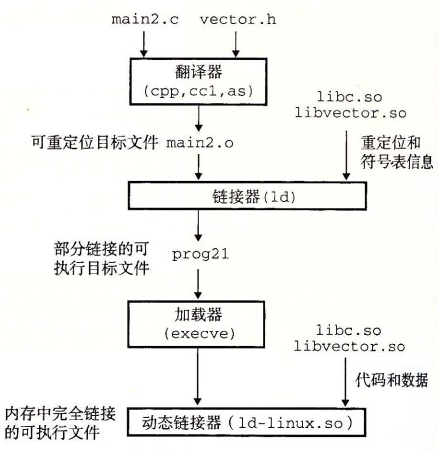 main2.c vector.h
翻译器
(cpp,cc1,as)
libc.so
libvector.so
可重定位目标文件 main2.o
重定位和
符号表信息
链接器(ld)
部分链接的可
执行目标文件
prog21
加载器
(execve)
libc.so
libvector.so
代码和数据
内存中完全链接
的可执行文件
动态链接器(ld-linux.so)